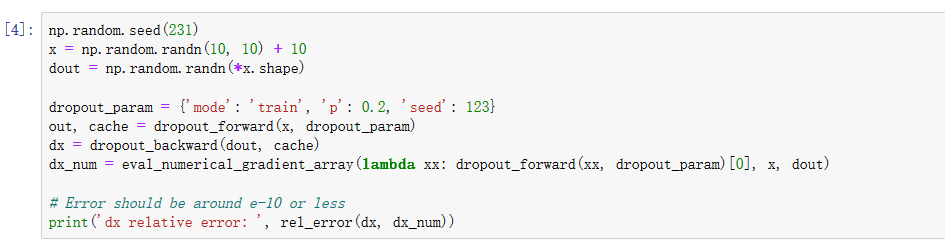 [4]:
np.random.seed(231)
x = np.random.randn(10, 10) + 10
dout = np.random.randn(*x.shape)
dropout_param = {'mode': 'train', 'p': 0.2, 'seed': 123}
out, cache = dropout_forward(x, dropout_param)
dx = dropout_backward(dout, cache)
dx_num = eval_numerical_gradient_array(lambda xx: dropout_forward(xx, dropout_param)[0], x, dout)
# Error should be around e-10 or less
print('dx relative error: ', rel_error(dx, dx_num))